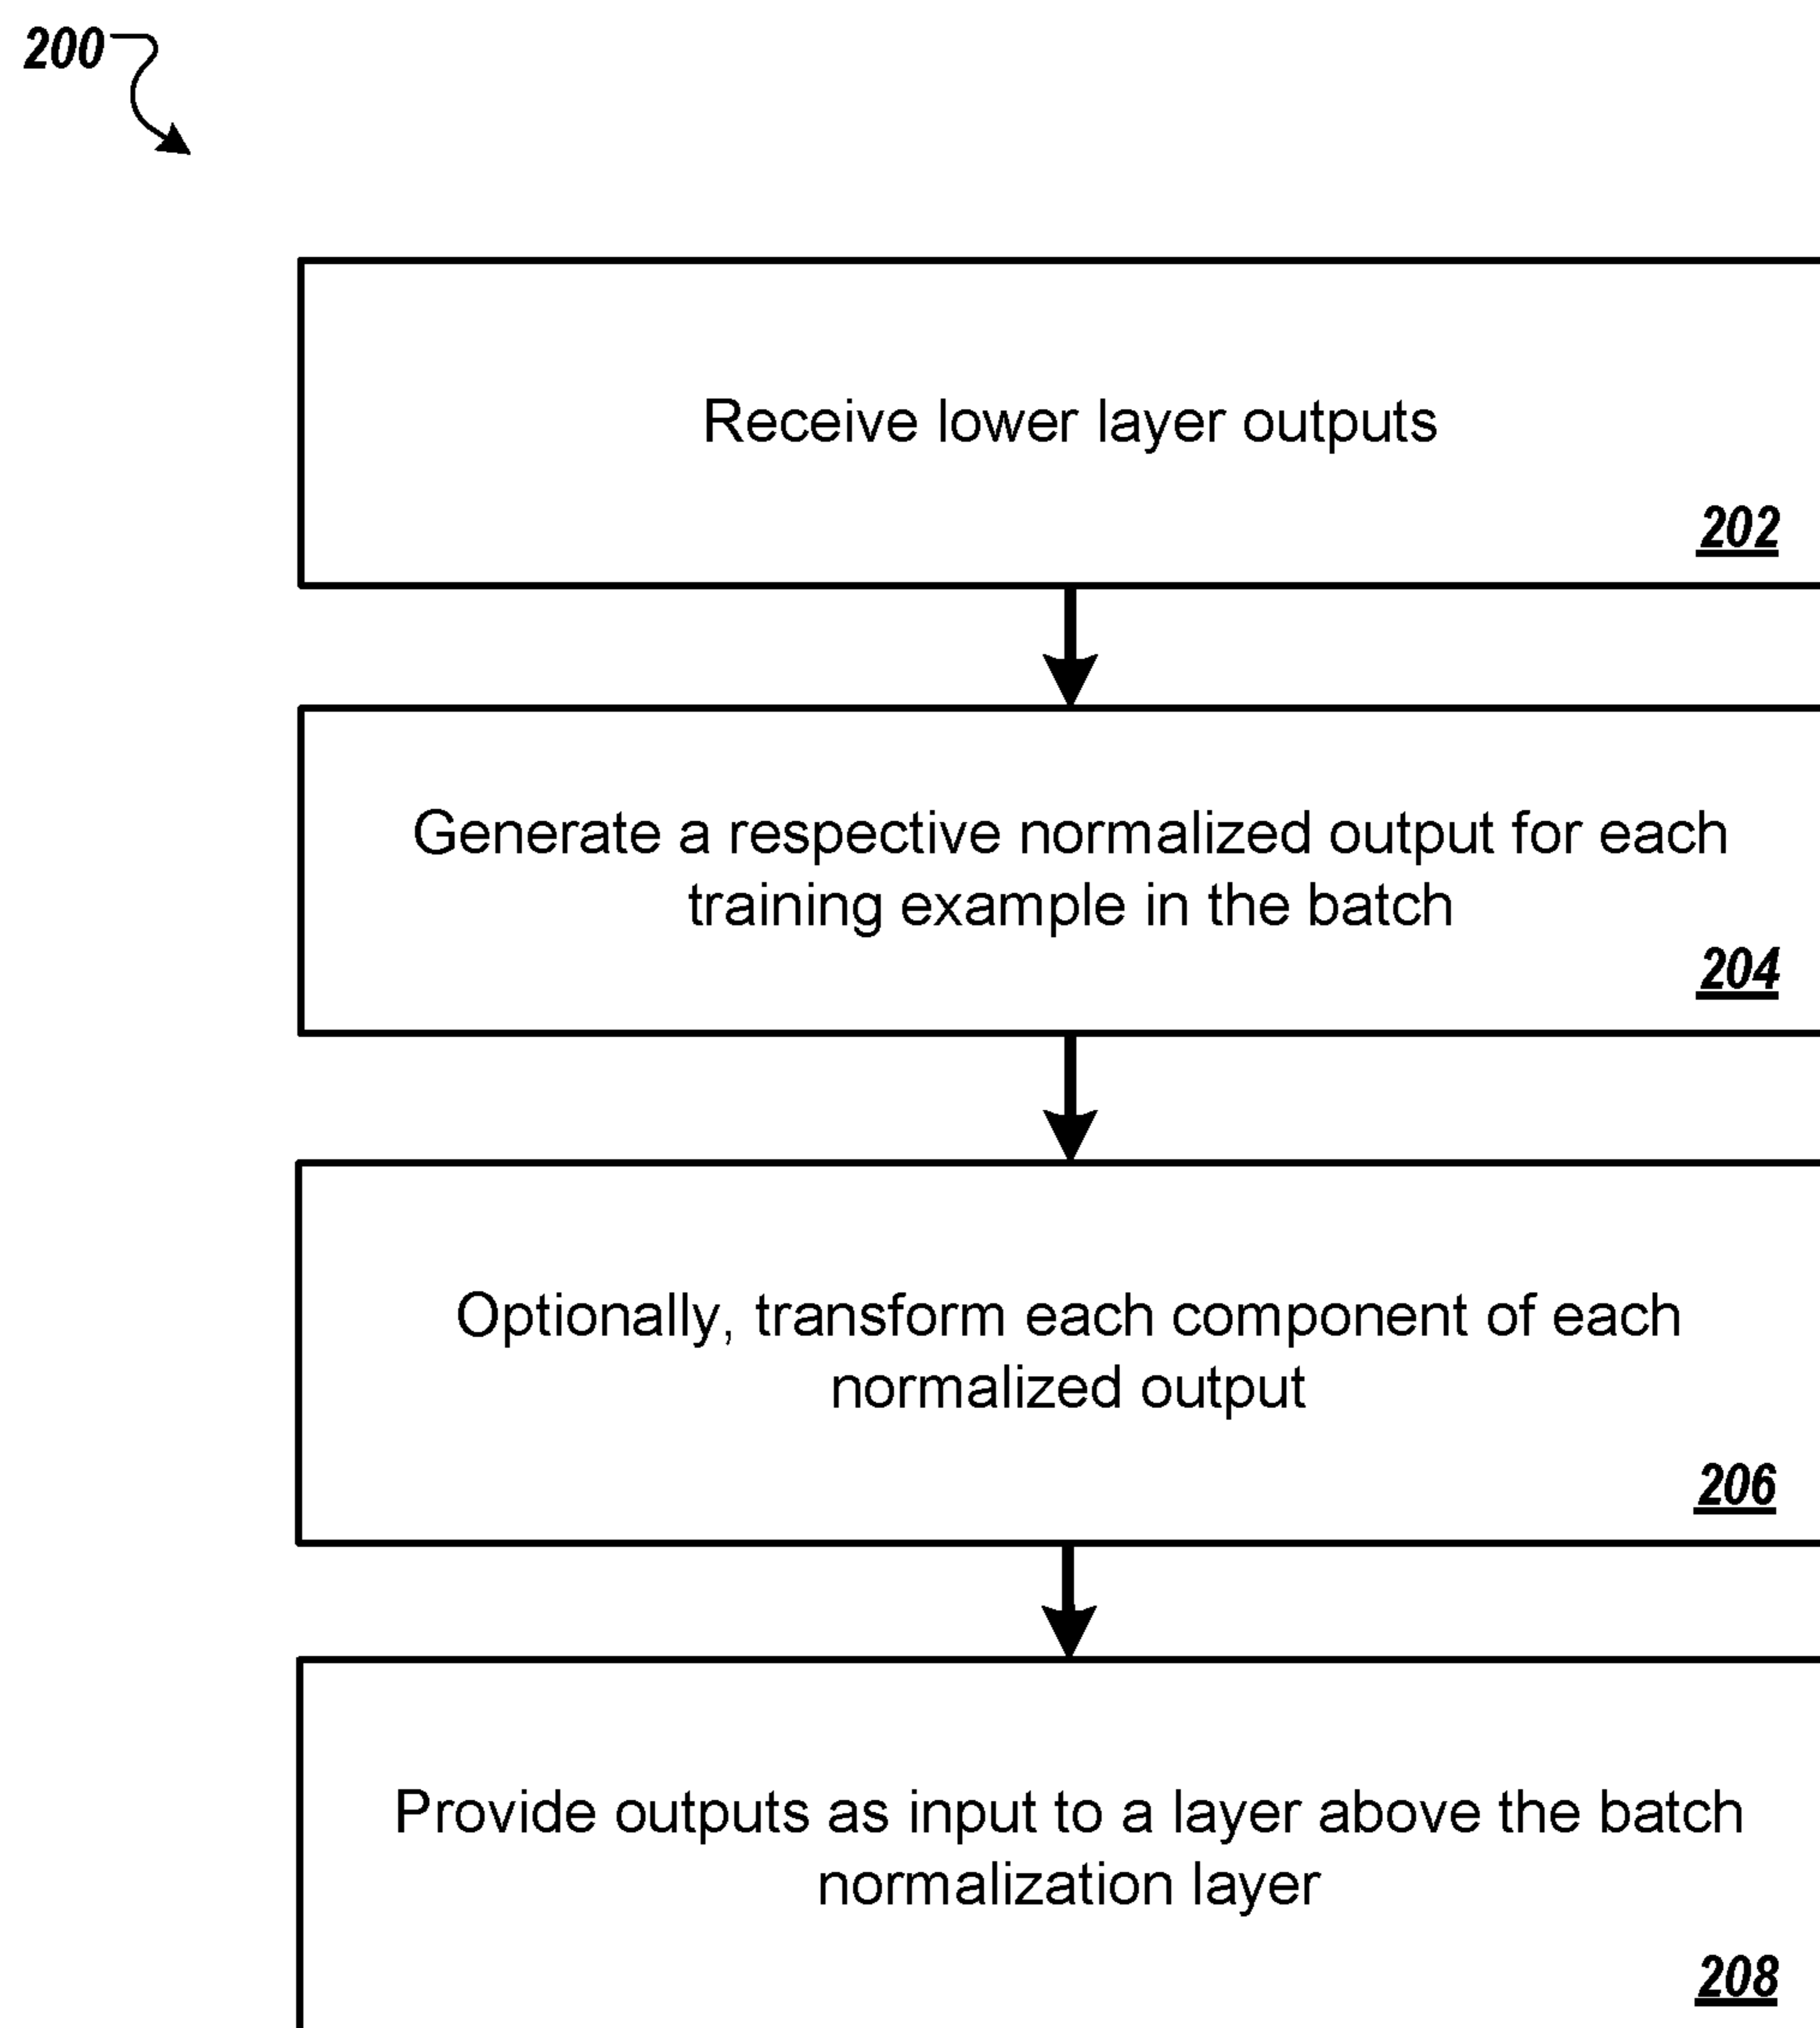 200
Receive lower layer outputs
202
Generate a respective normalized output for each
training example in the batch
204
Optionally, transform each component of each
normalized output
206
Provide outputs as input to a layer above the batch
normalization layer
208